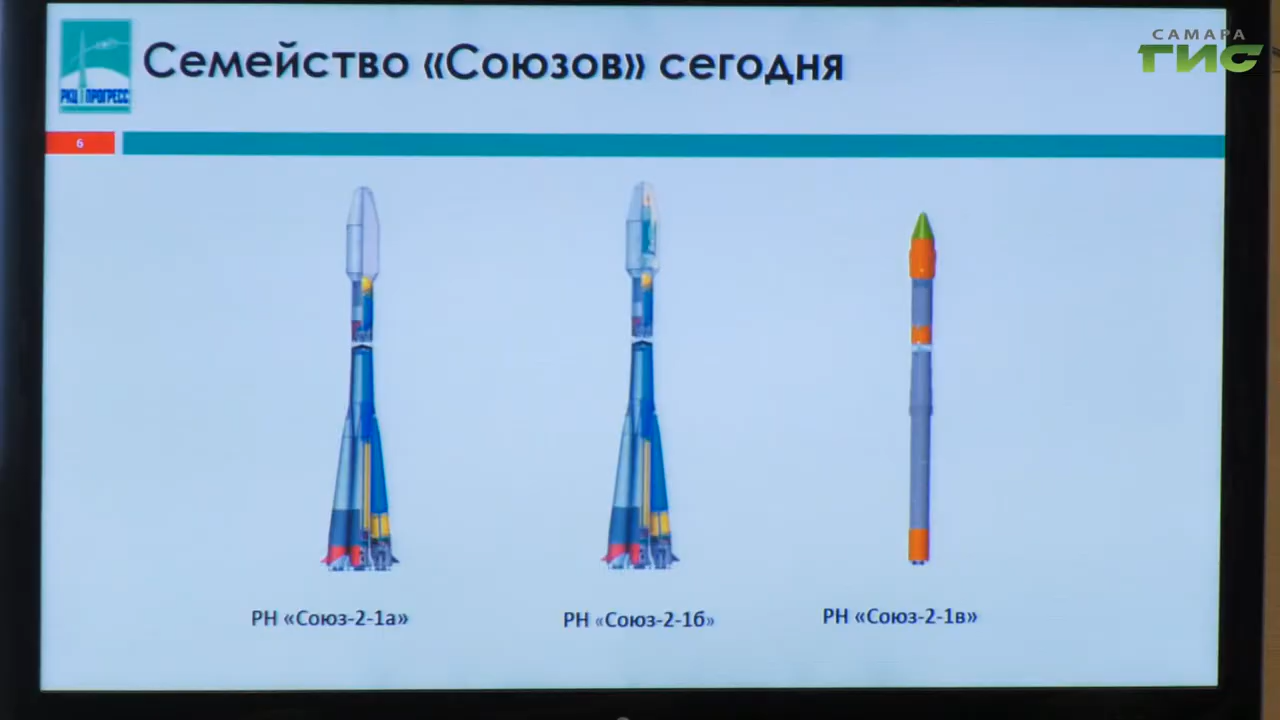 Семейство «Союзов» сегодня
САМАРА
ТИС
РКЦ ПРОГРЕСС
6
РН «Союз-2-1а»
РН «Союз-2-1б»
РН «Союз-2-1в»